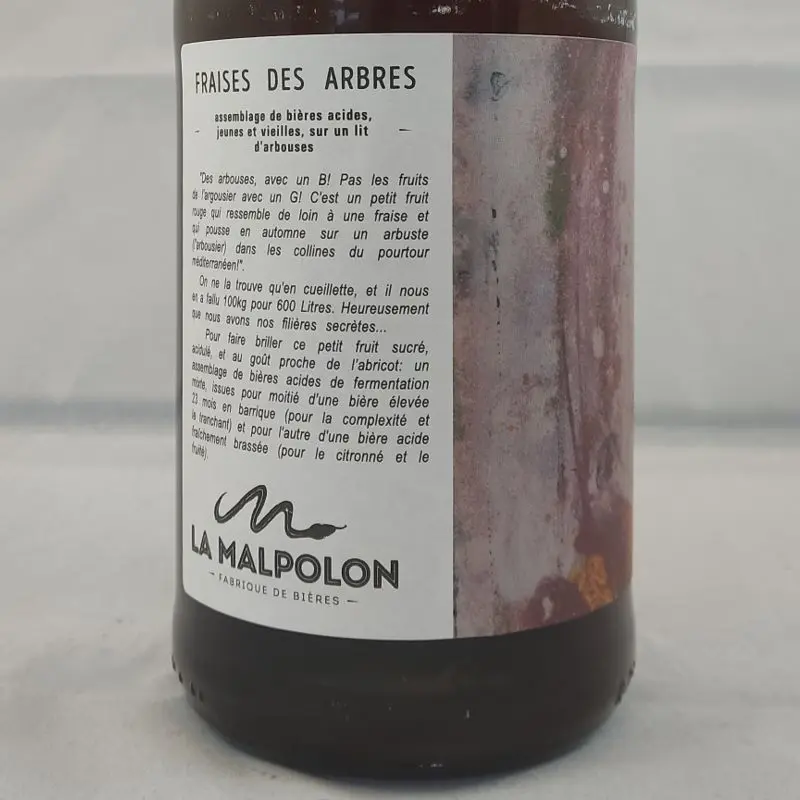 FRAISES DES ARBRES
assemblage de bières acides,
– jeunes et vieilles, sur un lit –
d'arbouses
"Des arbouses, avec un B! Pas les fruits
de l'argousier avec un G! C'est un petit fruit
rouge qui ressemble de loin à une fraise et
qui pousse en automne sur un arbuste
(l'arbousier) dans les collines du pourtour
méditerranéen!".
On ne la trouve qu'en cueillette, et il nous
en a fallu 100kg pour 600 Litres. Heureusement
que nous avons nos filières secrètes...
Pour faire briller ce petit fruit sucré,
acidulé, et au goût proche de l'abricot: un
assemblage de bières acides de fermentation
mixte, issues pour moitié d'une bière élevée
23 mois en barrique (pour la complexité et
le tranchant) et pour l'autre d'une bière acide
fraîchement brassée (pour le citronné et le
fruité).
LA MALPOLON
– FABRIQUE DE BIÈRES –